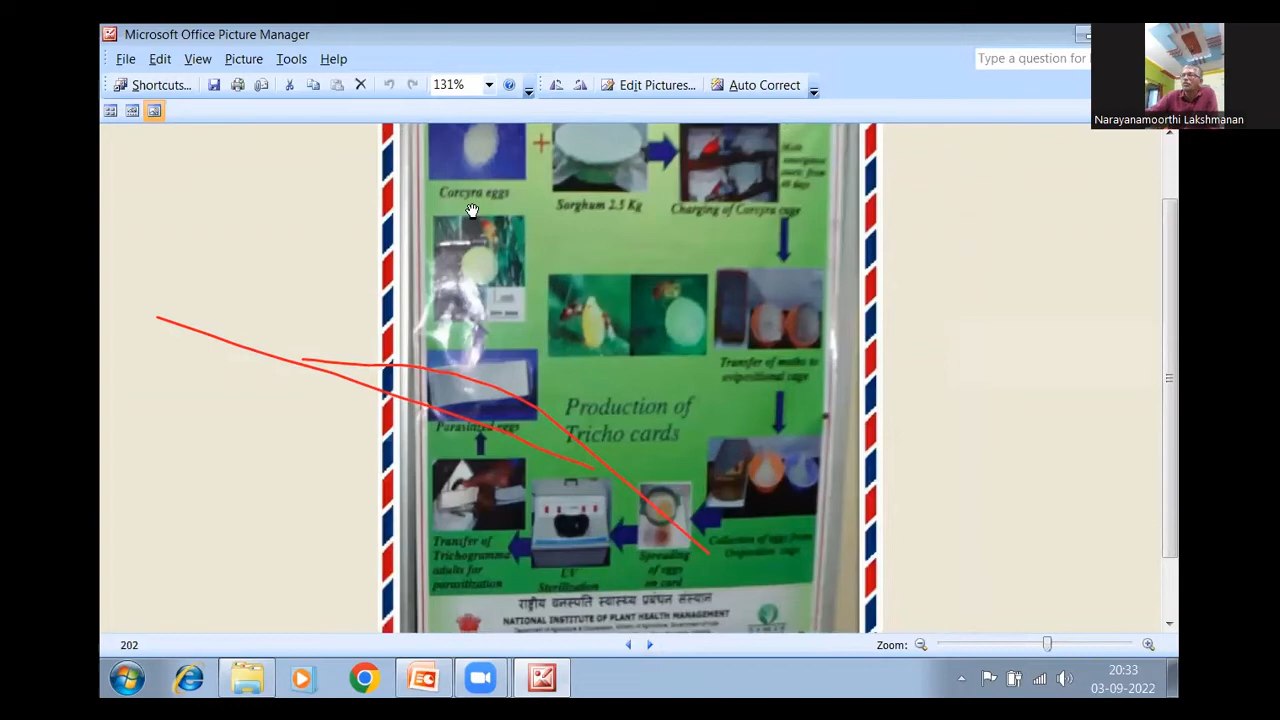 Microsoft Office Picture Manager
File Edit View Picture Tools Help
Type a question for
Shortcuts... 131% Edit Pictures... Auto Correct
Narayanamoorthi Lakshmanan
Corcyra eggs
Sorghum 2.5 Kg
Charging of Corcyra cage
Transfer of moths to
ovipositional cage
Production of
Tricho cards
Parasitized eggs
Transfer of
Trichogramma
adults for
parasitization
UV
Sterilization
Spreading
of eggs
on card
Collection of eggs from
Oviposition cage
राष्ट्रीय वनस्पति स्वास्थ्य प्रबंधन संस्थान
NATIONAL INSTITUTE OF PLANT HEALTH MANAGEMENT
202
Zoom:
20:33
03-09-2022